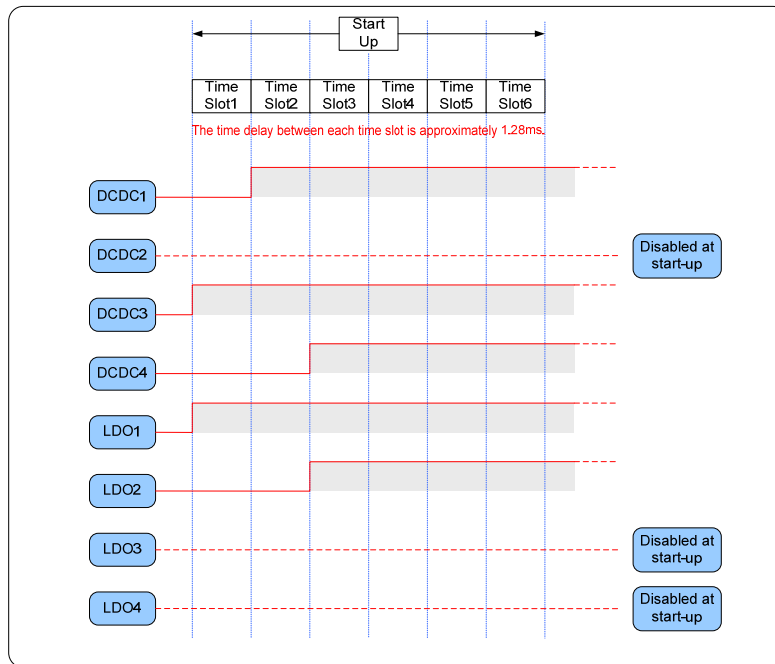 Start
Up
Time
Slot1
Time
Slot2
Time
Slot3
Time
Slot4
Time
Slot5
Time
Slot6
The time delay between each time slot is approximately 1.28ms.
DCDC1
DCDC2
Disabled at
start-up
DCDC3
DCDC4
LDO1
LDO2
LDO3
Disabled at
start-up
LDO4
Disabled at
start-up